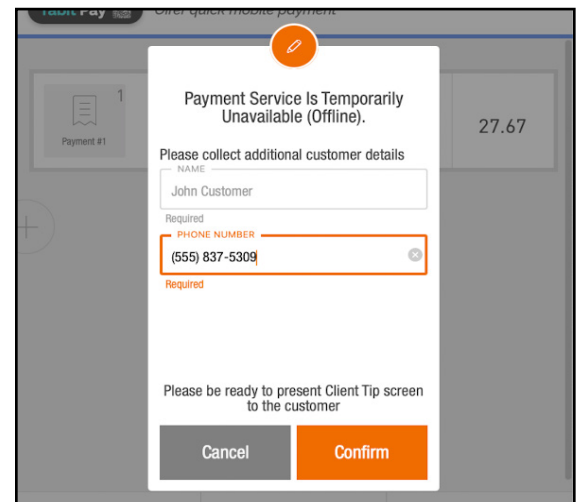 Tabit Pay Offer quick mobile payment
1
Payment #1
27.67
Payment Service Is Temporarily
Unavailable (Offline).
Please collect additional customer details
NAME
John Customer
Required
PHONE NUMBER
(555) 837-5309
Required
Please be ready to present Client Tip screen
to the customer
Cancel
Confirm